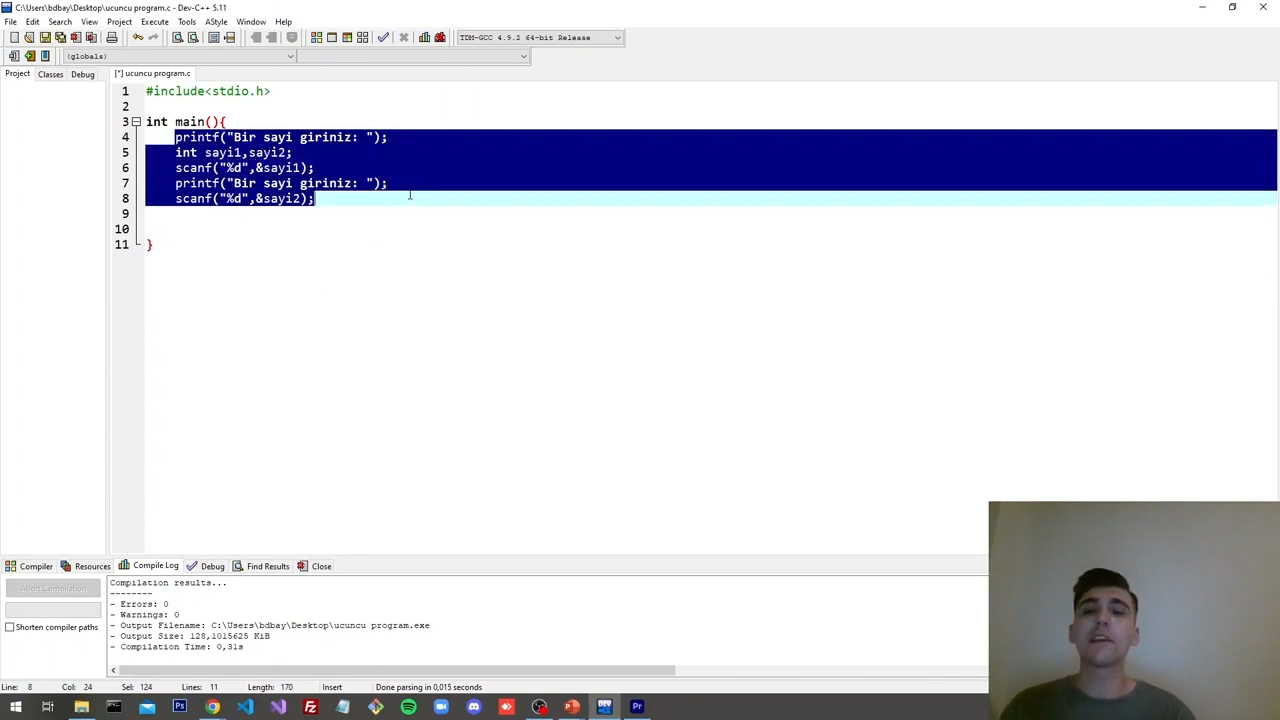 C:\Users\bdbay\Desktop\ucuncu program.c - Dev-C++ 5.11
File Edit Search View Project Execute Tools AStyle Window Help
TDM-GCC 4.9.2 64-bit Release
(globals)
Project Classes Debug
[*] ucuncu program.c
1 #include<stdio.h>
2
3 int main(){
4 printf("Bir sayi giriniz: ");
5 int sayi1,sayi2;
6 scanf("%d",&sayi1);
7 printf("Bir sayi giriniz: ");
8 scanf("%d",&sayi2);
9
10
11 }
Compiler Resources Compile Log Debug Find Results Close
Abort Compilation
Shorten compiler paths
Compilation results...
--------
- Errors: 0
- Warnings: 0
- Output Filename: C:\Users\bdbay\Desktop\ucuncu program.exe
- Output Size: 128,1015625 KiB
- Compilation Time: 0,31s
Line: 8 Col: 24 Sel: 124 Lines: 11 Length: 170 Insert Done parsing in 0,015 seconds